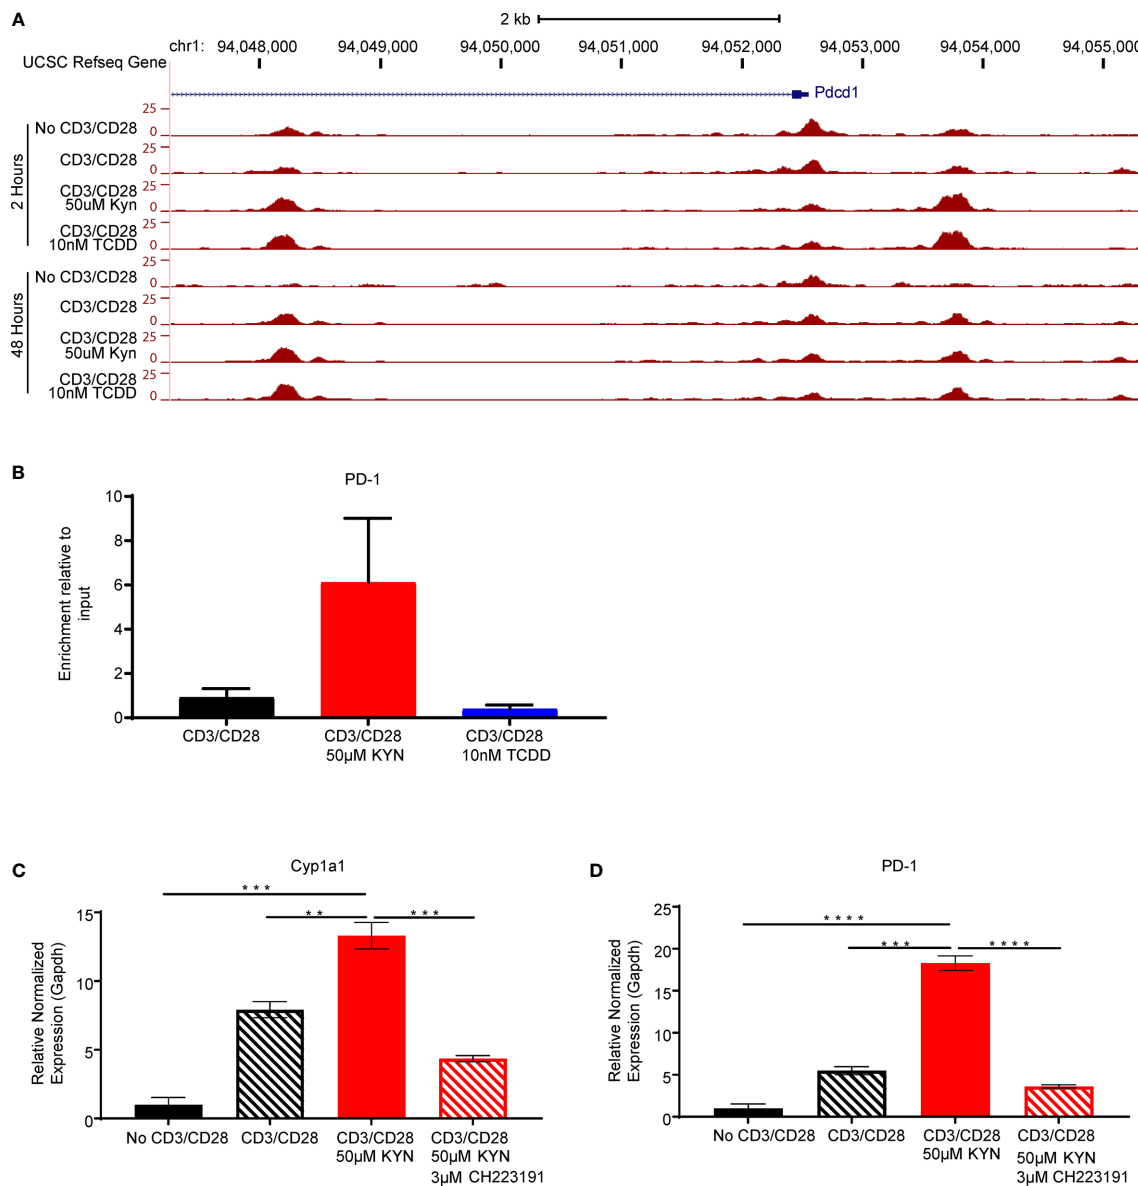 A
2 kb
chr1: 94,048,000 94,049,000 94,050,000 94,051,000 94,052,000 94,053,000 94,054,000 94,055,000
UCSC Refseq Gene
Pdcd1
2 Hours
25
No CD3/CD28 0
25
CD3/CD28 0
CD3/CD28 25
50uM Kyn 0
CD3/CD28 25
10nM TCDD 0
48 Hours
25
No CD3/CD28 0
25
CD3/CD28 0
CD3/CD28 25
50uM Kyn 0
CD3/CD28 25
10nM TCDD 0
B
PD-1
Enrichment relative to
input
10
8
6
4
2
0
CD3/CD28 CD3/CD28 CD3/CD28
50µM KYN 10nM TCDD
C
Cyp1a1
* * *
* * * * *
Relative Normalized
Expression (Gapdh)
15
10
5
0
No CD3/CD28 CD3/CD28 CD3/CD28 CD3/CD28
50µM KYN 50µM KYN
3µM CH223191
D
PD-1
* * * *
* * * * * * *
Relative Normalized
Expression (Gapdh)
25
20
15
10
5
0
No CD3/CD28 CD3/CD28 CD3/CD28 CD3/CD28
50µM KYN 50µM KYN
3µM CH223191